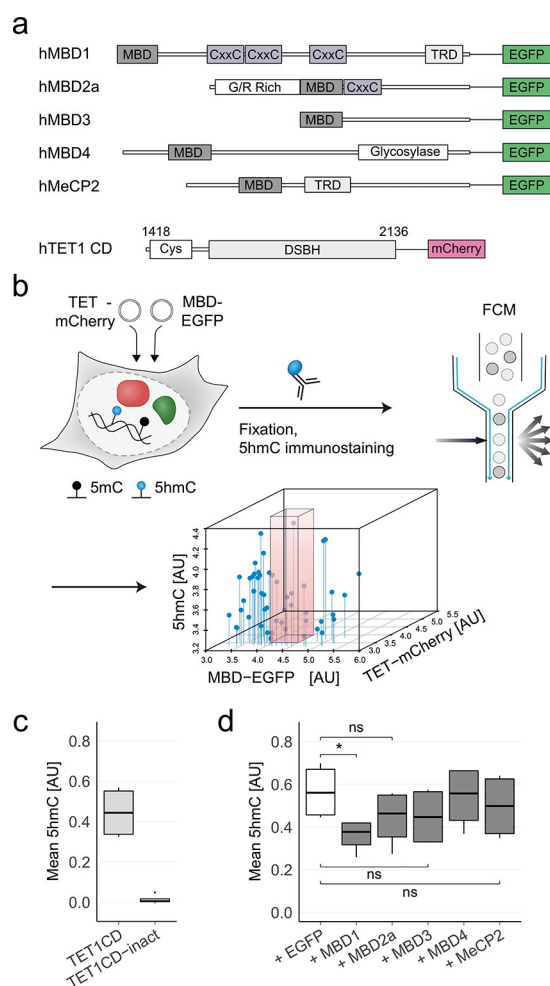 a
hMBD1 MBD CxxC CxxC CxxC TRD EGFP
hMBD2a G/R Rich MBD CxxC EGFP
hMBD3 MBD EGFP
hMBD4 MBD Glycosylase EGFP
hMeCP2 MBD TRD EGFP
1418 2136
hTET1 CD Cys DSBH mCherry
b
TET - MBD-
mCherry EGFP
FCM
Fixation,
5hmC immunostaining
5mC 5hmC
5hmC [AU]
4.4
4.2
4.0
3.8
3.6
3.4
3.2
3.0 3.5 4.0 4.5 5.0 5.5 6.0
MBD−EGFP [AU]
3.0 3.5 4.0 4.5 5.0 5.5
TET−mCherry [AU]
c
Mean 5hmC [AU]
0.8
0.6
0.4
0.2
0.0
TET1CD
TET1CD−inact
d
Mean 5hmC [AU]
0.8
0.6
0.4
0.2
0.0
ns
*
ns
ns
+ EGFP
+ MBD1
+ MBD2a
+ MBD3
+ MBD4
+ MeCP2